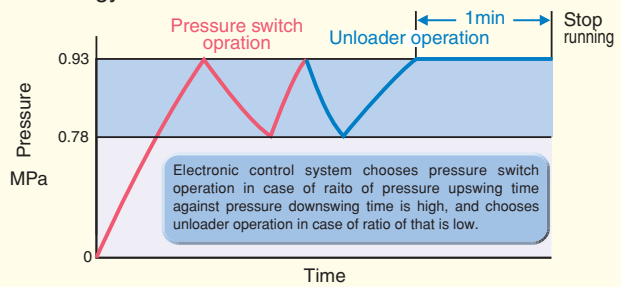 Pressure switch
opration
Unloader operation
1min
Stop
running
0.93
0.78
0
Pressure
MPa
Electronic control system chooses pressure switch
operation in case of raito of pressure upswing time
against pressure downswing time is high, and chooses
unloader operation in case of ratio of that is low.
Time